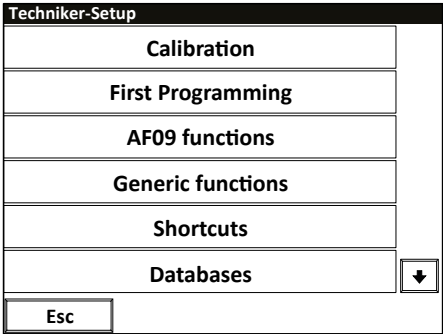 Techniker-Setup
Calibration
First Programming
AF09 functions
Generic functions
Shortcuts
Databases
Esc